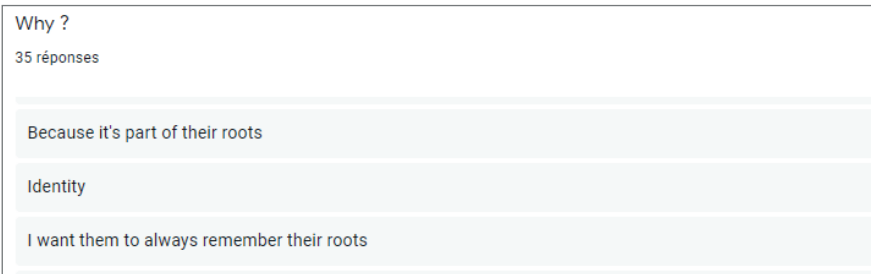 Why ?
35 réponses
Because it's part of their roots
Identity
I want them to always remember their roots